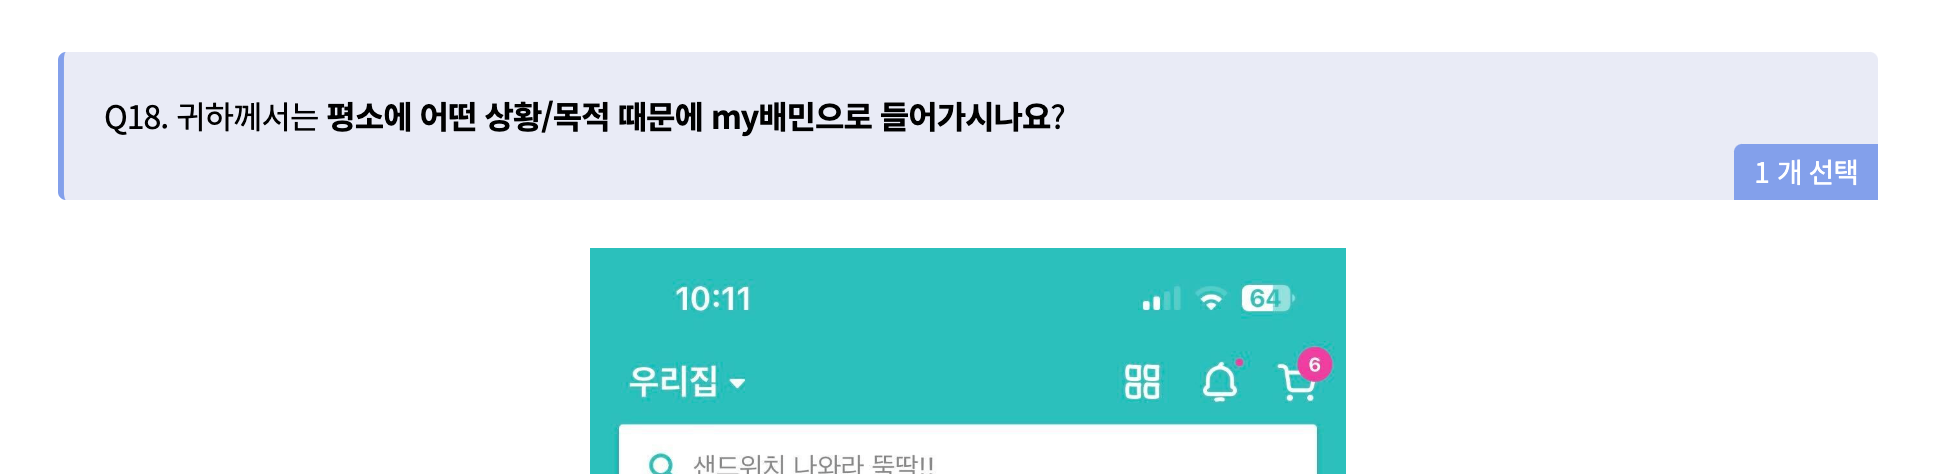 Q18. 귀하께서는 평소에 어떤 상황/목적 때문에 my배민으로 들어가시나요?
1 개 선택
10:11
64
우리집
6
샌드위치 나와라 뚝딱!!